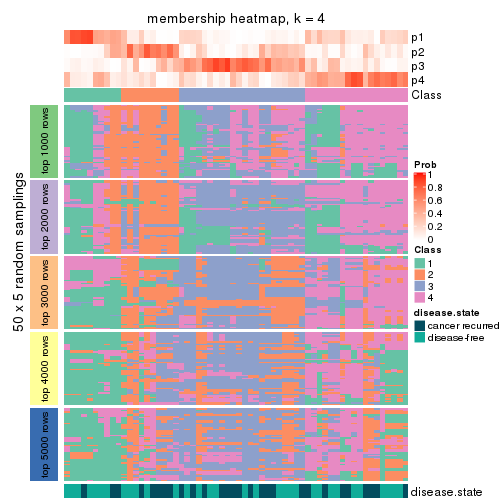 membership heatmap, k = 4
p1
p2
p3
p4
Class
50 x 5 random samplings
top 1000 rows
top 2000 rows
top 3000 rows
top 4000 rows
top 5000 rows
Prob
1
0.8
0.6
0.4
0.2
0
Class
1
2
3
4
disease.state
cancer recurred
disease-free
disease.state